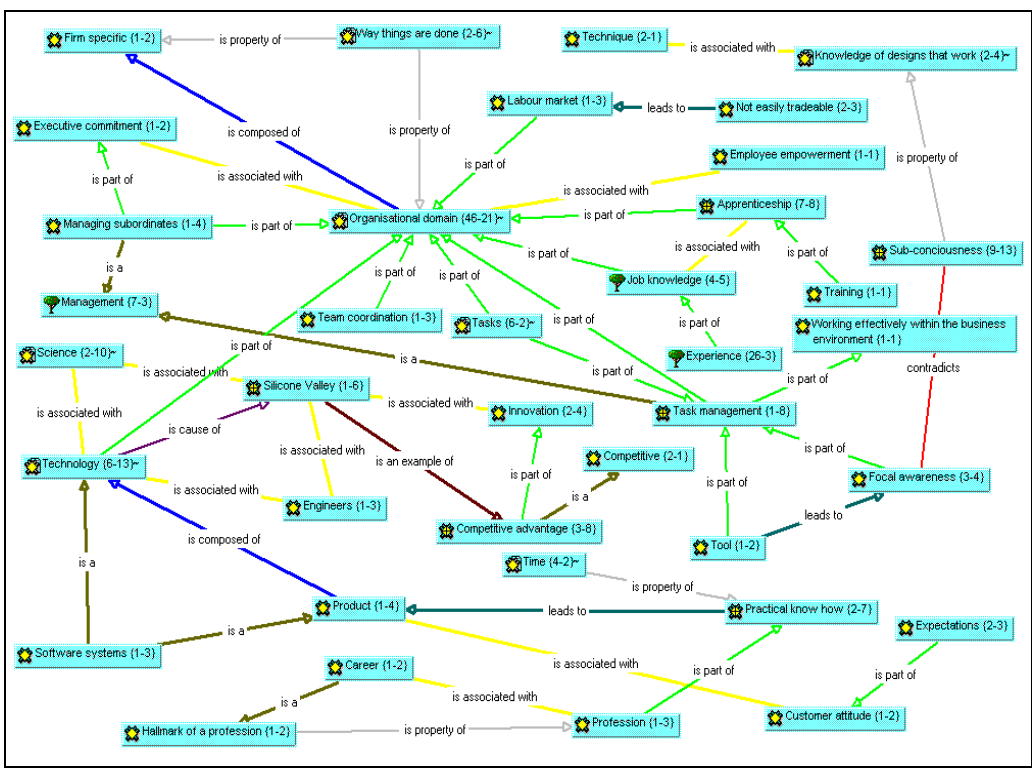 Firm specific {1-2}
is property of
Way things are done {2-6}~
Technique {2-1}
is associated with
Knowledge of designs that work {2-4}~
Labour market {1-3}
leads to
Not easily tradeable {2-3}
Executive commitment {1-2}
is composed of
is property of
is part of
Employee empowerment {1-1}
is property of
is part of
is associated with
is associated with
Managing subordinates {1-4}
is part of
Organisational domain {46-21}~
is part of
Apprenticeship {7-8}
is associated with
Sub-conciousness {9-13}
is a
is part of
is part of
is part of
is part of
Job knowledge {4-5}
Training {1-1}
Management {7-3}
Team coordination {1-3}
Tasks {6-2}~
is part of
Working effectively within the business
environment {1-1}
is part of
Science {2-10}~
is associated with
is a
is part of
Experience {26-3}
contradicts
is part of
Silicone Valley {1-6}
is associated with
is associated with
Innovation {2-4}
Task management {1-8}
is cause of
is associated with
is an example of
Competitive {2-1}
is part of
Technology {6-13}~
is associated with
is part of
is a
is part of
Focal awareness {3-4}
Engineers {1-3}
Competitive advantage {3-8}
leads to
is composed of
Tool {1-2}
is a
Time {4-2}~
is property of
Product {1-4}
leads to
Practical know how {2-7}
Expectations {2-3}
is a
Software systems {1-3}
Career {1-2}
is associated with
is part of
is part of
is a
is associated with
Hallmark of a profession {1-2}
is property of
Profession {1-3}
Customer attitude {1-2}